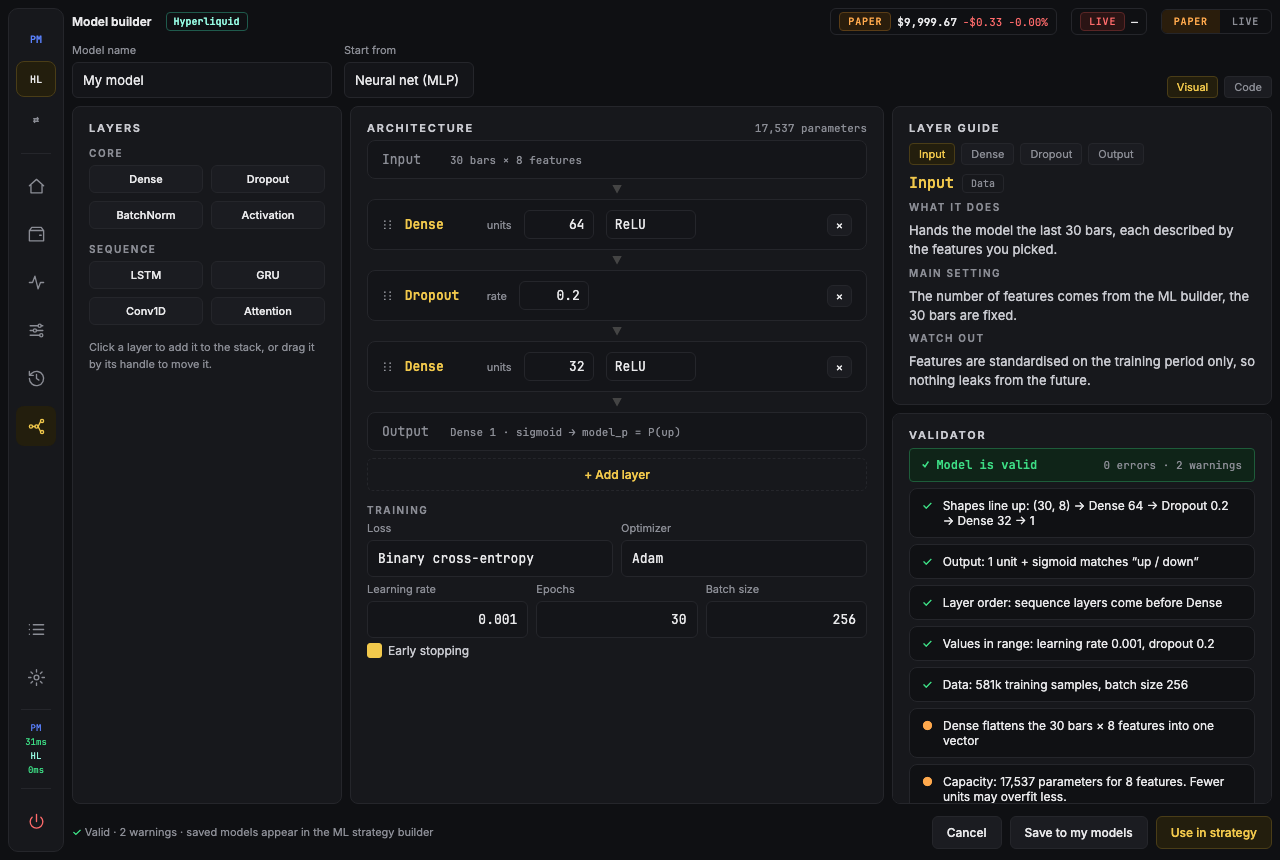 PM
HL
⇄
PM
31ms
HL
0ms
Model builder
Hyperliquid
PAPER $9,999.67 -$0.33 -0.00%
LIVE –
PAPER LIVE
Model name
Start from
My model
Neural net (MLP)
Visual
Code
LAYERS
CORE
Dense
Dropout
BatchNorm
Activation
SEQUENCE
LSTM
GRU
Conv1D
Attention
Click a layer to add it to the stack, or drag it
by its handle to move it.
ARCHITECTURE
17,537 parameters
Input 30 bars × 8 features
Dense units 64 ReLU ×
Dropout rate 0.2 ×
Dense units 32 ReLU ×
Output Dense 1 · sigmoid → model_p = P(up)
+ Add layer
TRAINING
Loss
Optimizer
Binary cross-entropy
Adam
Learning rate
Epochs
Batch size
0.001
30
256
Early stopping
LAYER GUIDE
Input
Dense
Dropout
Output
Input Data
WHAT IT DOES
Hands the model the last 30 bars, each described by
the features you picked.
MAIN SETTING
The number of features comes from the ML builder, the
30 bars are fixed.
WATCH OUT
Features are standardised on the training period only, so
nothing leaks from the future.
VALIDATOR
✓ Model is valid 0 errors · 2 warnings
✓ Shapes line up: (30, 8) → Dense 64 → Dropout 0.2
→ Dense 32 → 1
✓ Output: 1 unit + sigmoid matches "up / down"
✓ Layer order: sequence layers come before Dense
✓ Values in range: learning rate 0.001, dropout 0.2
✓ Data: 581k training samples, batch size 256
Dense flattens the 30 bars × 8 features into one
vector
Capacity: 17,537 parameters for 8 features. Fewer
units may overfit less.
✓ Valid · 2 warnings · saved models appear in the ML strategy builder
Cancel
Save to my models
Use in strategy